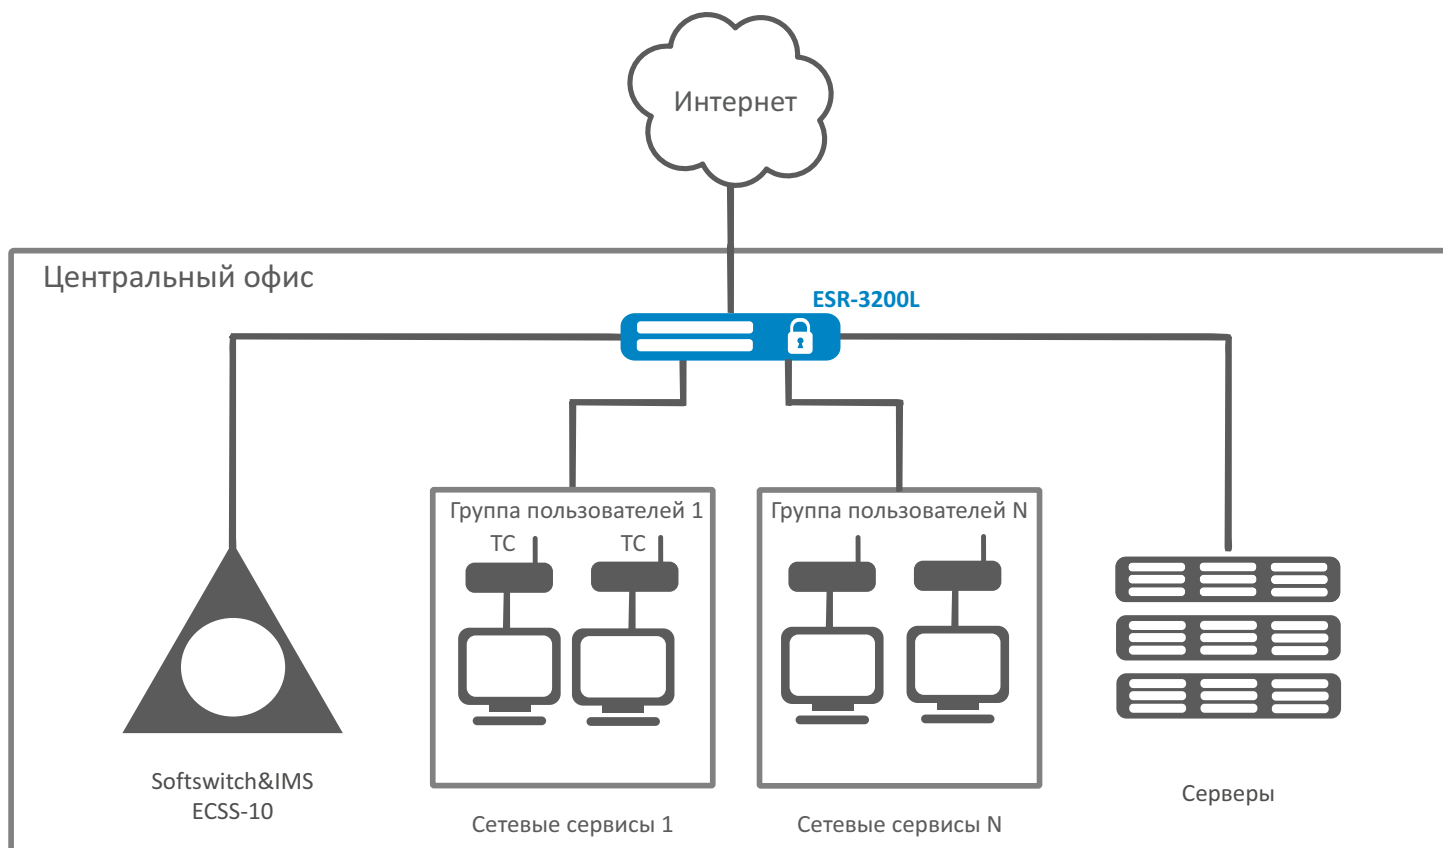 Интернет
Центральный офис
ESR-3200L
Группа пользователей 1
ТС
ТС
Группа пользователей N
Softswitch&IMS
ECSS-10
Сетевые сервисы 1
Сетевые сервисы N
Серверы